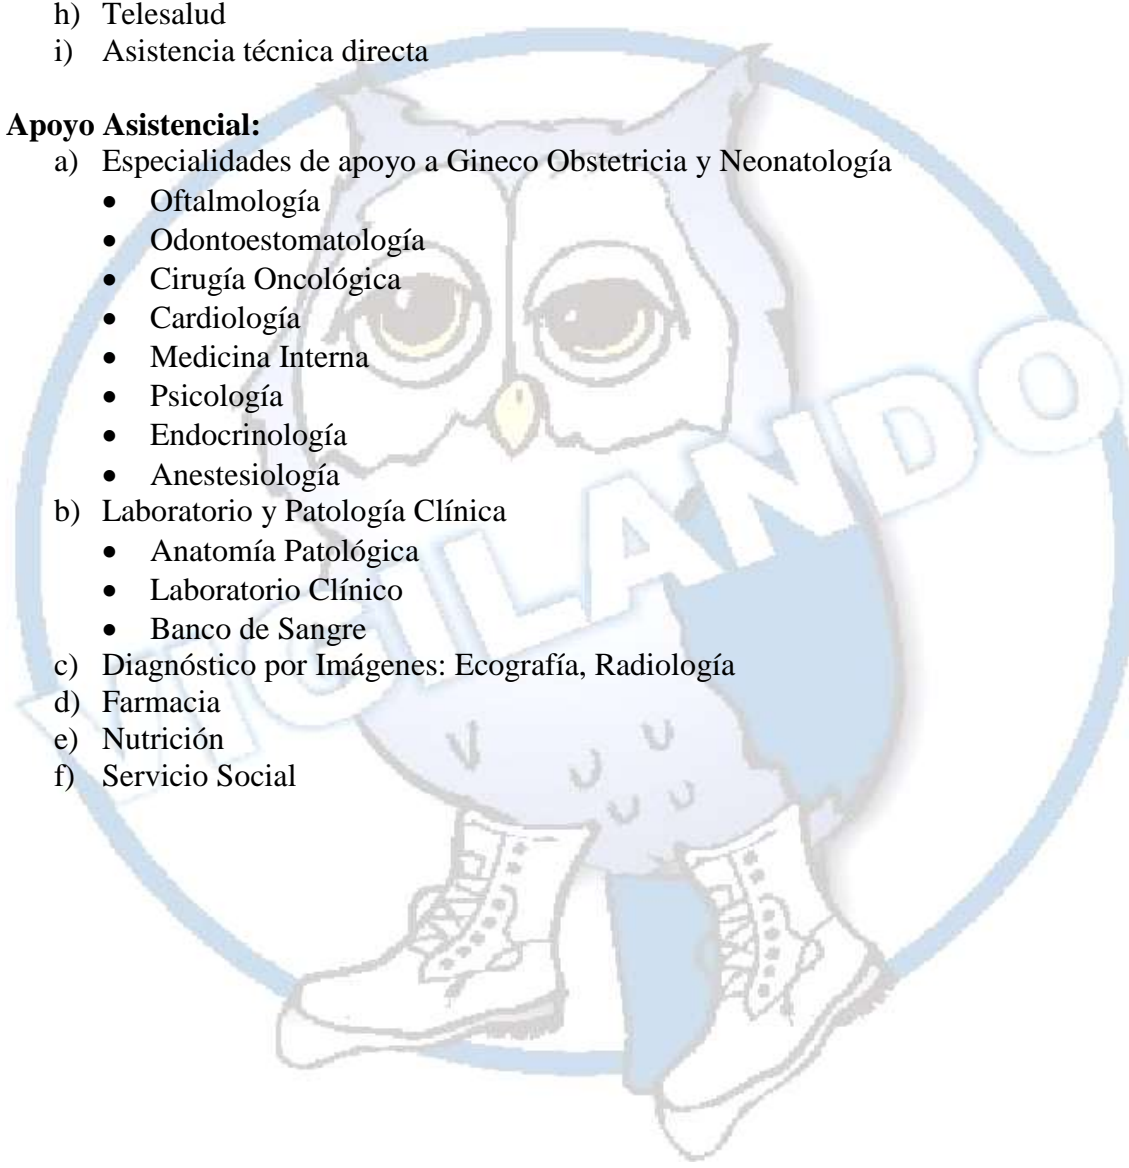 h) Telesalud
i) Asistencia técnica directa
Apoyo Asistencial:
a) Especialidades de apoyo a Gineco Obstetricia y Neonatología
• Oftalmología
• Odontoestomatología
• Cirugía Oncológica
• Cardiología
• Medicina Interna
• Psicología
• Endocrinología
• Anestesiología
b) Laboratorio y Patología Clínica
• Anatomía Patológica
• Laboratorio Clínico
• Banco de Sangre
c) Diagnóstico por Imágenes: Ecografía, Radiología
d) Farmacia
e) Nutrición
f) Servicio Social
VIGILANDO